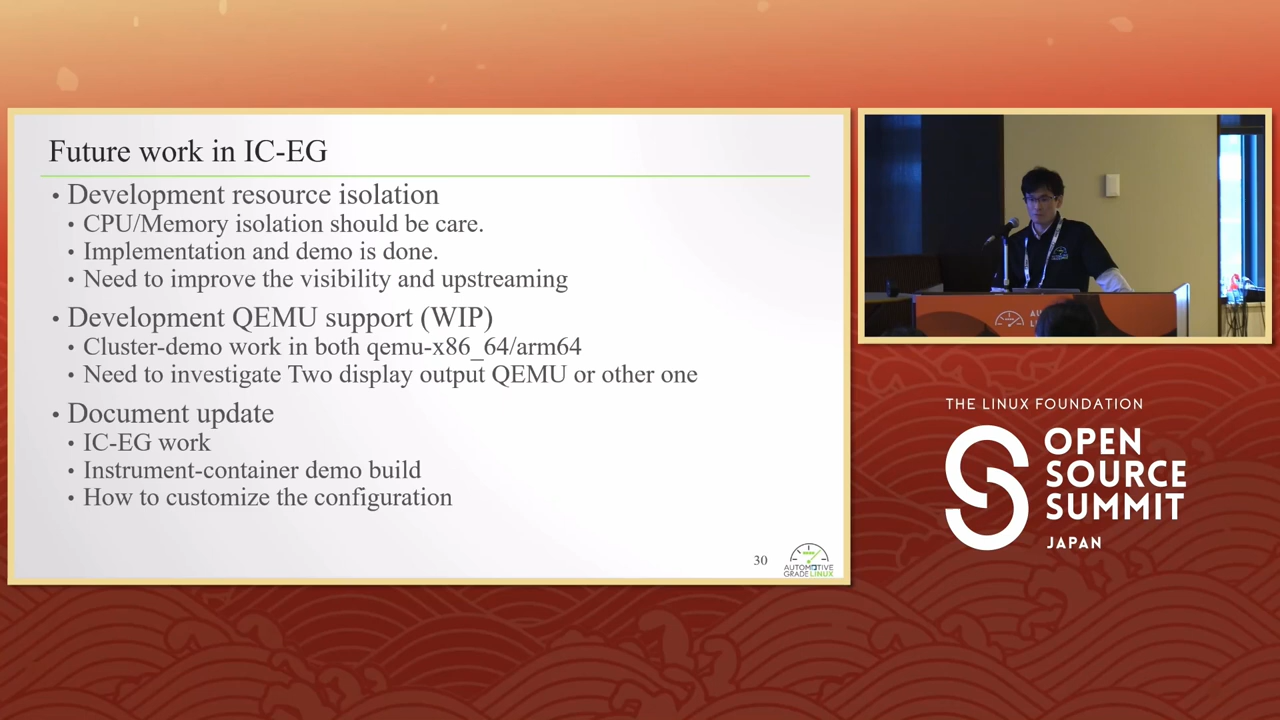 Future work in IC-EG
• Development resource isolation
• CPU/Memory isolation should be care.
• Implementation and demo is done.
• Need to improve the visibility and upstreaming
• Development QEMU support (WIP)
• Cluster-demo work in both qemu-x86_64/arm64
• Need to investigate Two display output QEMU or other one
• Document update
• IC-EG work
• Instrument-container demo build
• How to customize the configuration
30
AUTOMOTIVE
GRADELINUX
THE LINUX FOUNDATION
OPEN
SOURCE
SUMMIT
JAPAN